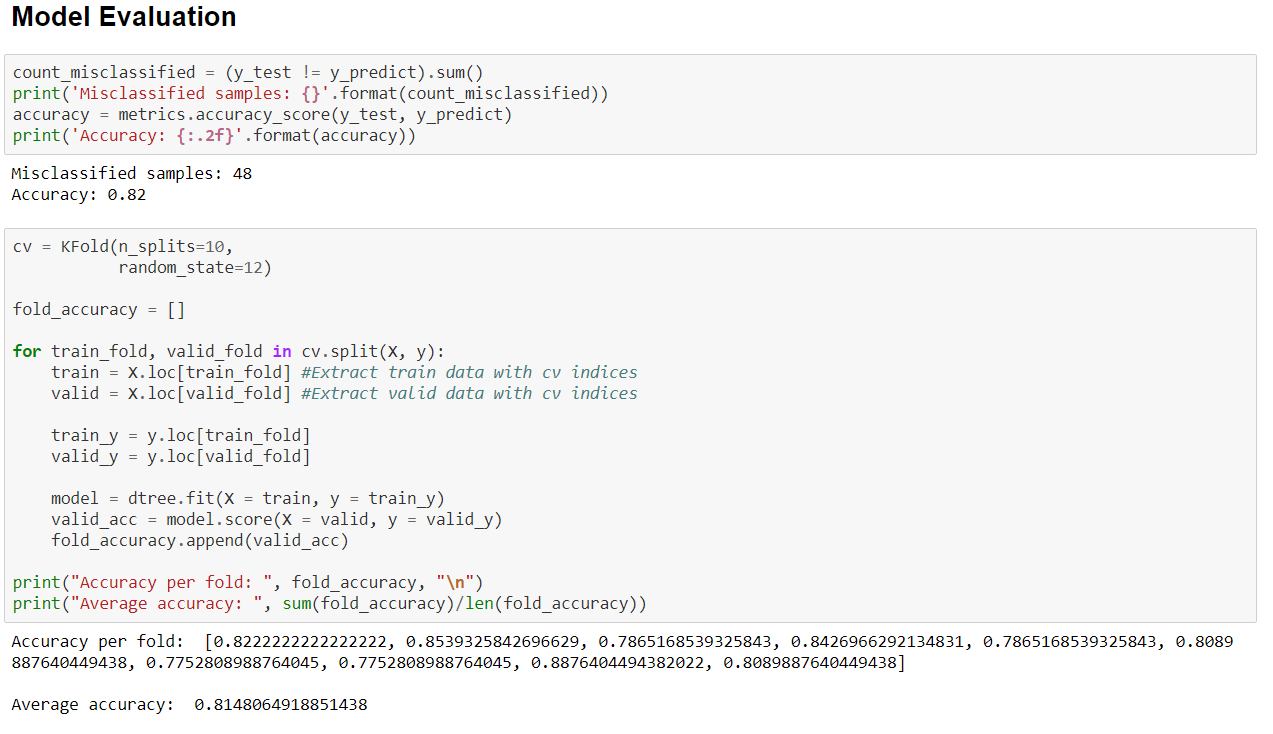 Model Evaluation
count_misclassified = (y_test != y_predict).sum()
print('Misclassified samples: {}'.format(count_misclassified))
accuracy = metrics.accuracy_score(y_test, y_predict)
print('Accuracy: {:.2f}'.format(accuracy))
Misclassified samples: 48
Accuracy: 0.82
cv = KFold(n_splits=10,
           random_state=12)
fold_accuracy = []
for train_fold, valid_fold in cv.split(X, y):
    train = X.loc[train_fold] #Extract train data with cv indices
    valid = X.loc[valid_fold] #Extract valid data with cv indices
    train_y = y.loc[train_fold]
    valid_y = y.loc[valid_fold]
    model = dtree.fit(X = train, y = train_y)
    valid_acc = model.score(X = valid, y = valid_y)
    fold_accuracy.append(valid_acc)
print("Accuracy per fold: ", fold_accuracy, "\n")
print("Average accuracy: ", sum(fold_accuracy)/len(fold_accuracy))
Accuracy per fold:  [0.8222222222222222, 0.8539325842696629, 0.7865168539325843, 0.8426966292134831, 0.7865168539325843, 0.8089
887640449438, 0.7752808988764045, 0.7752808988764045, 0.8876404494382022, 0.8089887640449438]
Average accuracy:  0.8148064918851438